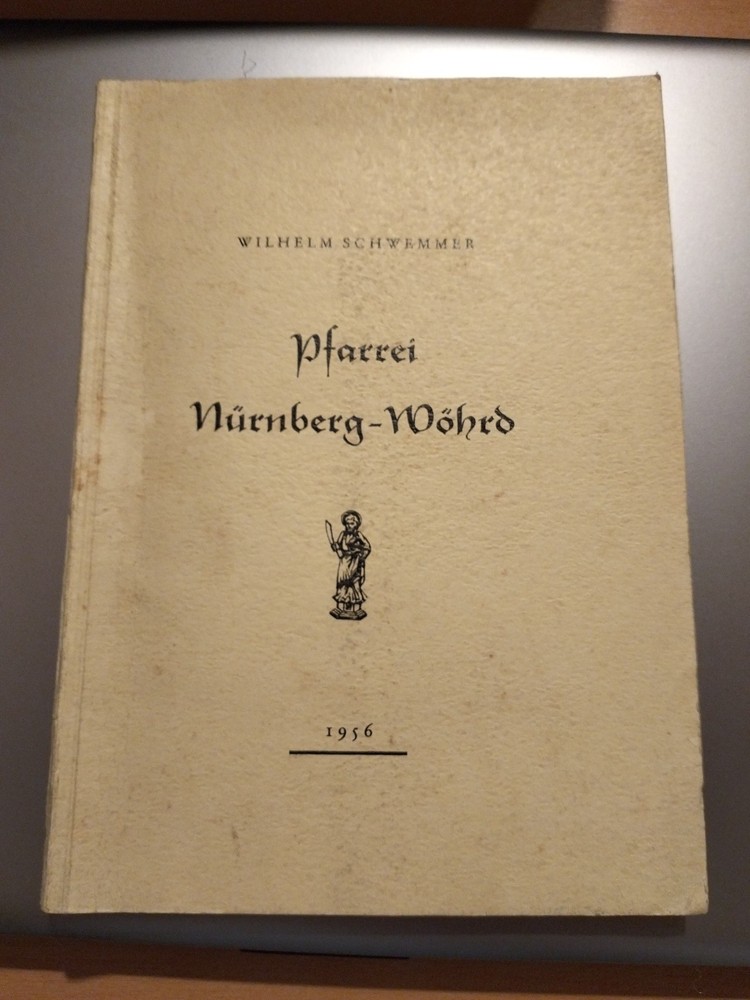 WILHELM SCHWEMMER
Pfarrei
Nürnberg-Wöhrd
1956